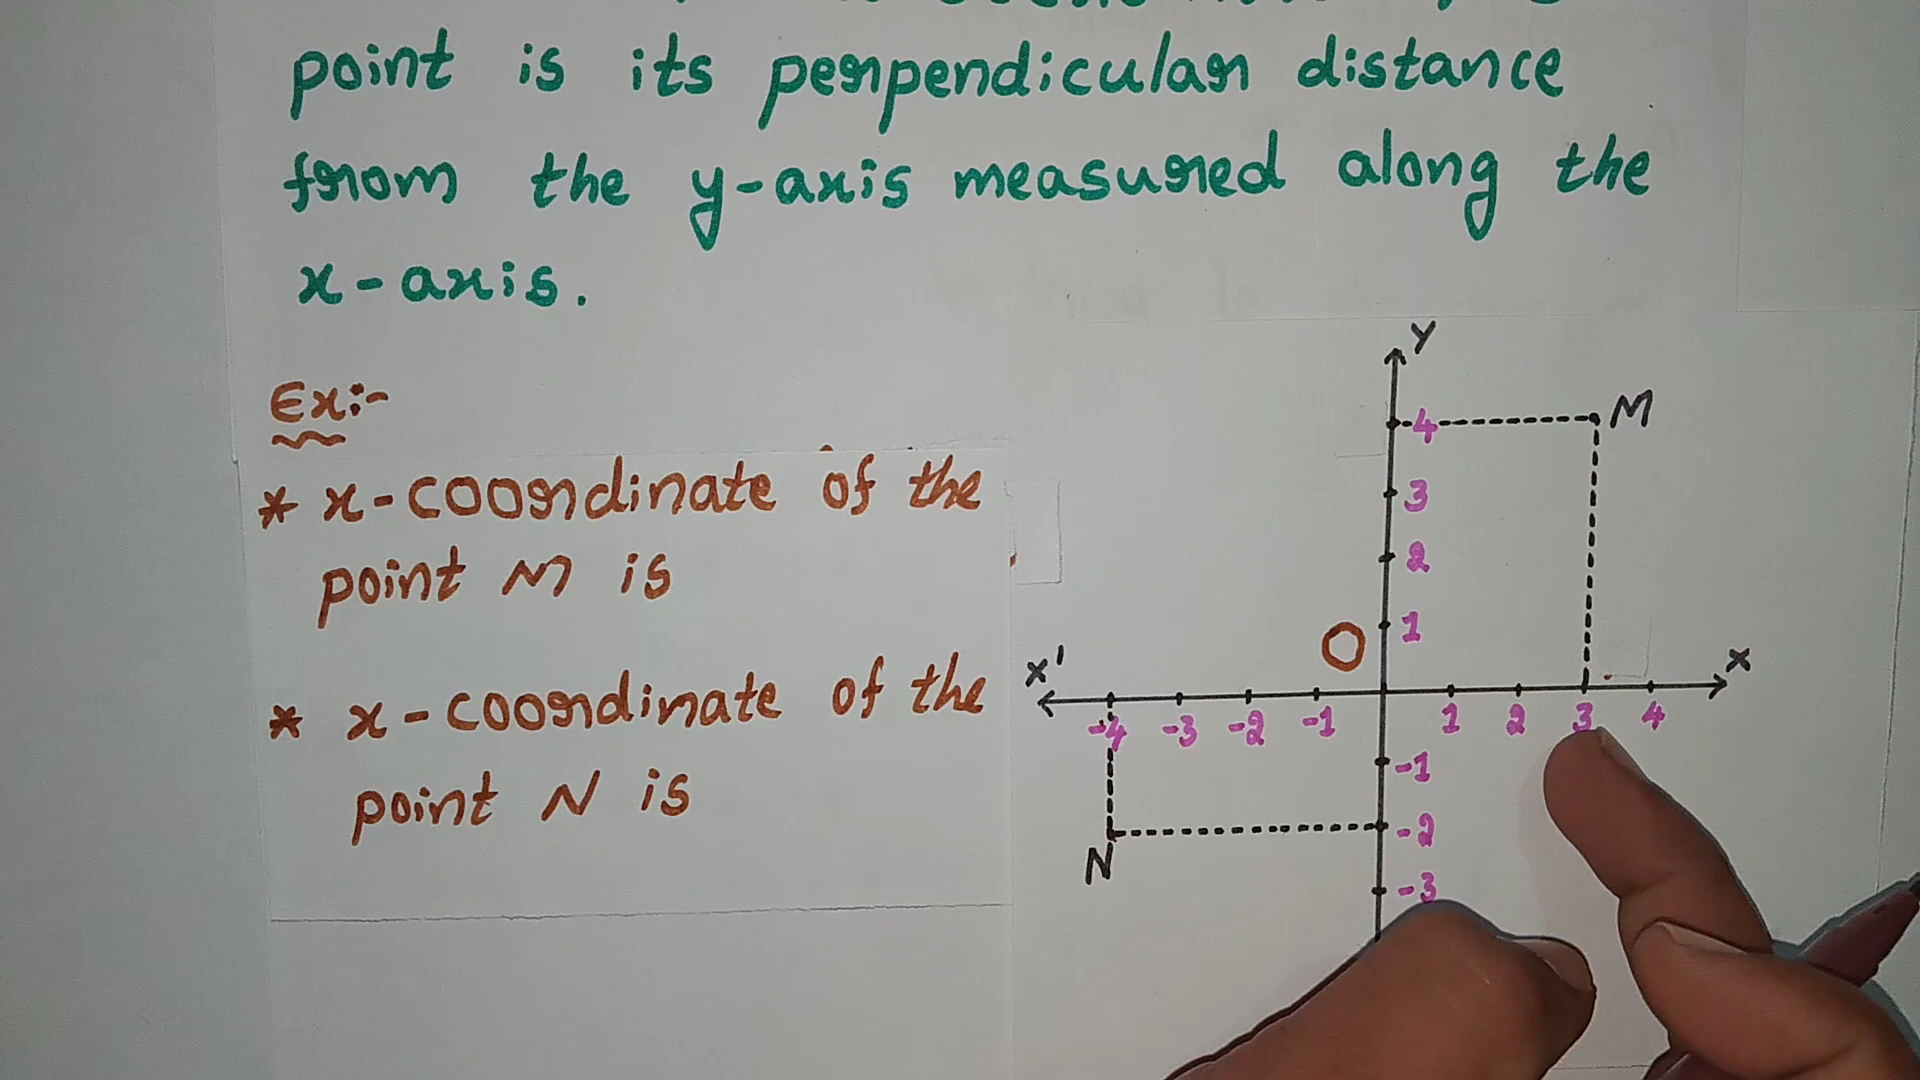 point is its perpendicular distance
from the y-axis measured along the
x-axis.
Ex:-
* x-coordinate of the
point M is
* x-coordinate of the
point N is
Y
4 M
3
2
1
O
X' X
-4 -3 -2 -1 1 2 3 4
-1
-2
N
-3